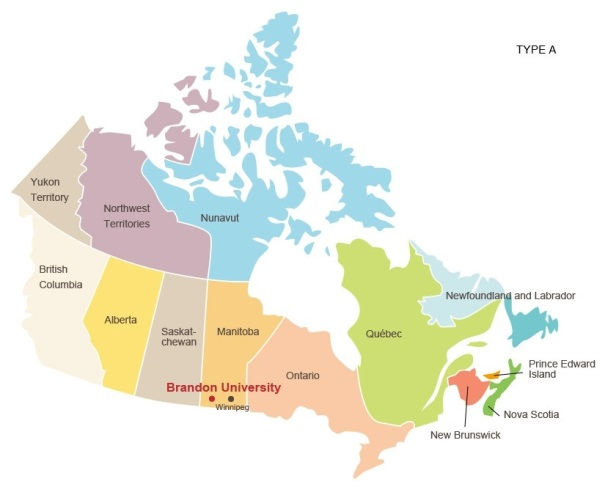 TYPE A
Yukon
Territory
Northwest
Territories
Nunavut
British
Columbia
Alberta
Saskat-
chewan
Manitoba
Newfoundland and Labrador
Québec
Ontario
Prince Edward
Island
Brandon University
Winnipeg
Nova Scotia
New Brunswick